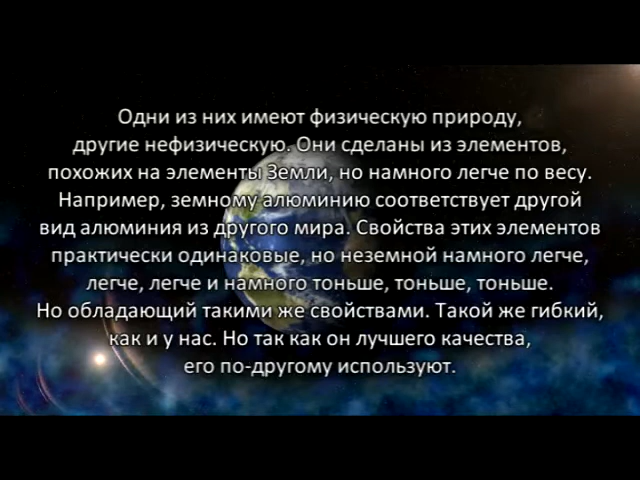 Одни из них имеют физическую природу,
другие нефизическую. Они сделаны из элементов,
похожих на элементы Земли, но намного легче по весу.
Например, земному алюминию соответствует другой
вид алюминия из другого мира. Свойства этих элементов
практически одинаковые, но неземной намного легче,
легче, легче и намного тоньше, тоньше, тоньше.
Но обладающий такими же свойствами. Такой же гибкий,
как и у нас. Но так как он лучшего качества,
его по-другому используют.